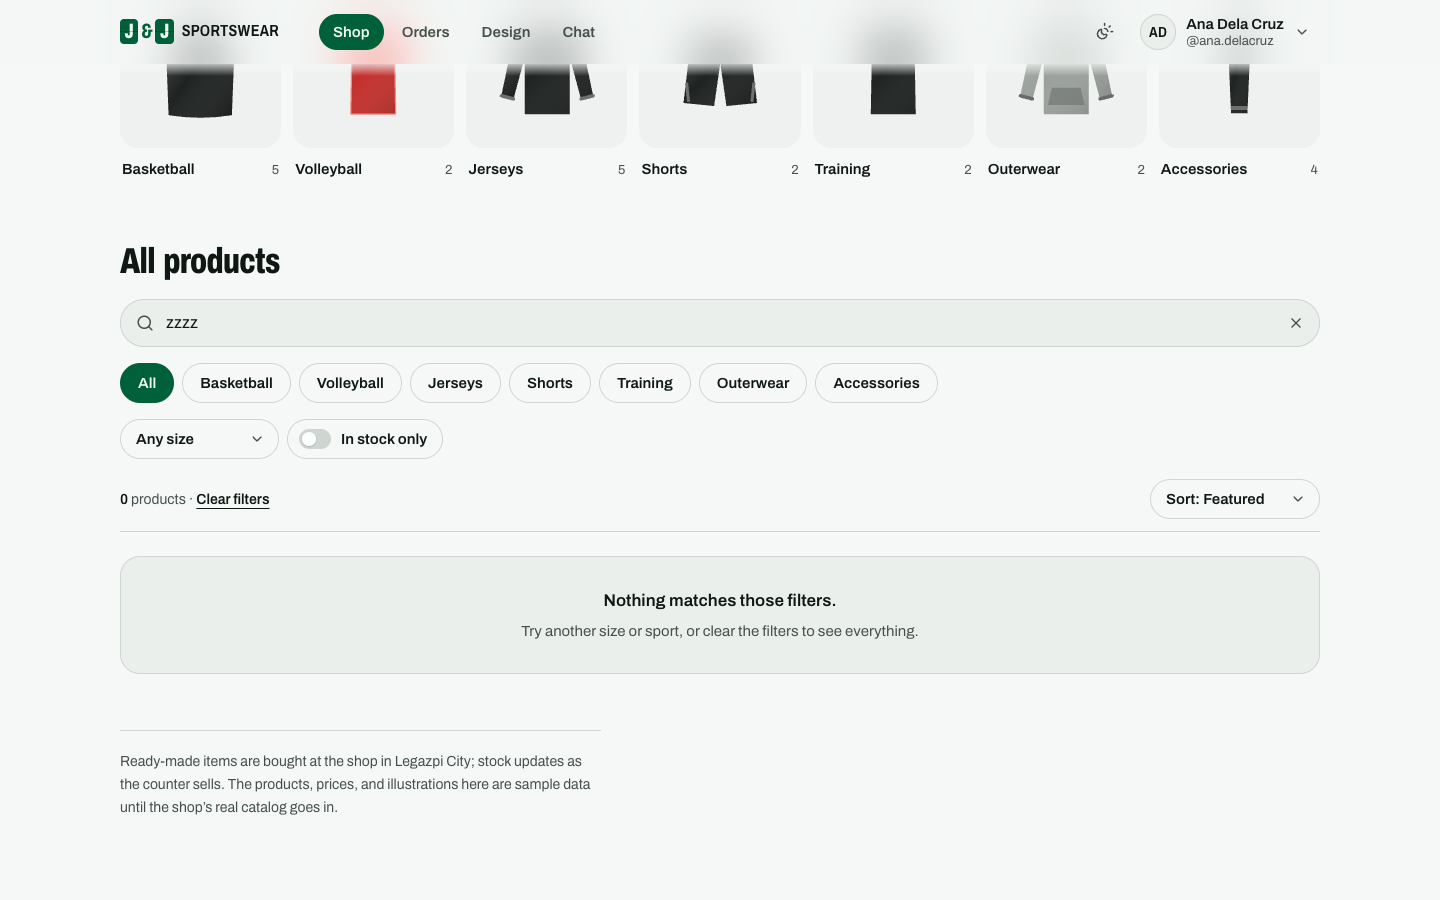 J & J SPORTSWEAR
Shop
Orders
Design
Chat
AD
Ana Dela Cruz
@ana.delacruz
Basketball 5
Volleyball 2
Jerseys 5
Shorts 2
Training 2
Outerwear 2
Accessories 4
All products
zzzz
All
Basketball
Volleyball
Jerseys
Shorts
Training
Outerwear
Accessories
Any size
In stock only
0 products · Clear filters
Sort: Featured
Nothing matches those filters.
Try another size or sport, or clear the filters to see everything.
Ready-made items are bought at the shop in Legazpi City; stock updates as
the counter sells. The products, prices, and illustrations here are sample data
until the shop’s real catalog goes in.